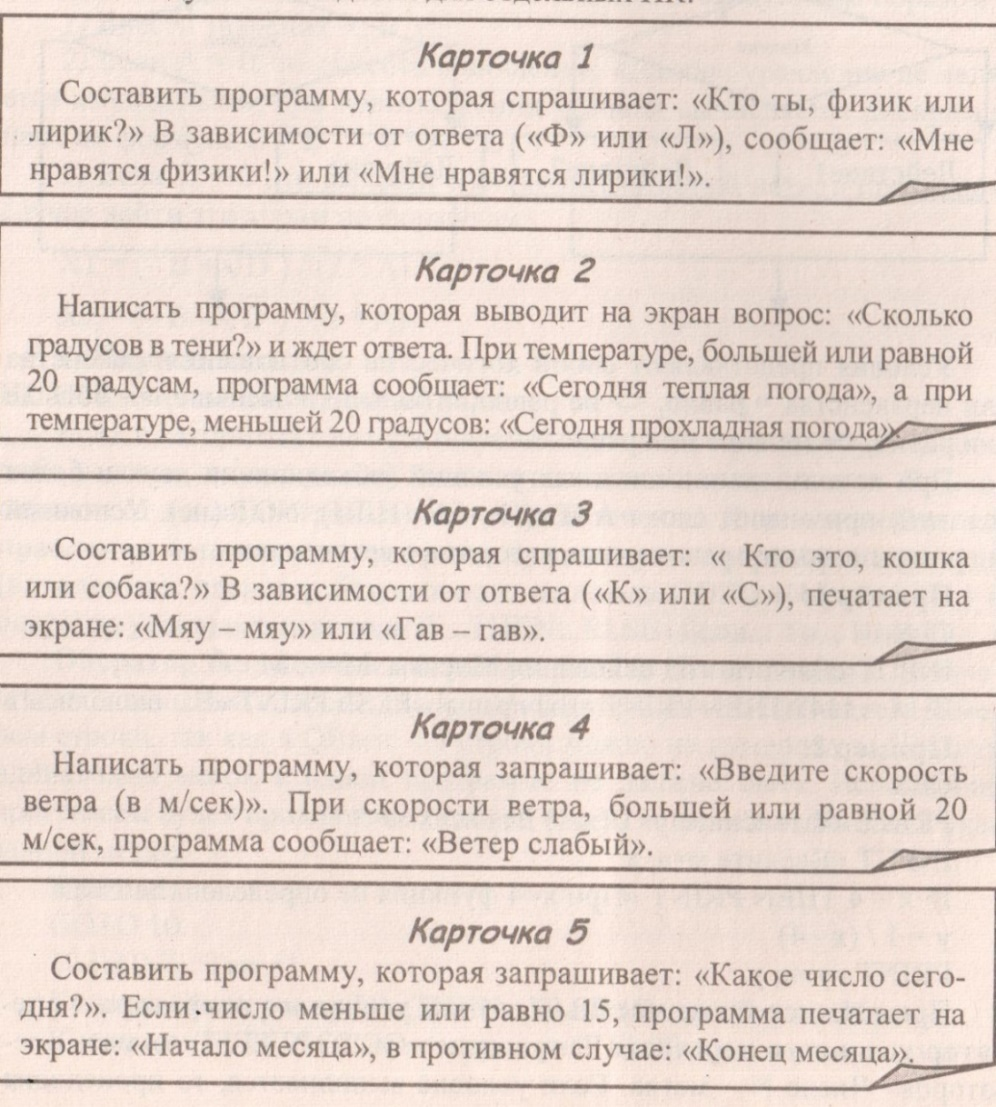 Карточка 1
Составить программу, которая спрашивает: «Кто ты, физик или
лирик?» В зависимости от ответа («Ф» или «Л»), сообщает: «Мне
нравятся физики!» или «Мне нравятся лирики!».
Карточка 2
Написать программу, которая выводит на экран вопрос: «Сколько
градусов в тени?» и ждет ответа. При температуре, большей или равной
20 градусам, программа сообщает: «Сегодня теплая погода», а при
температуре, меньшей 20 градусов: «Сегодня прохладная погода».
Карточка 3
Составить программу, которая спрашивает: « Кто это, кошка
или собака?» В зависимости от ответа («К» или «С»), печатает на
экране: «Мяу – мяу» или «Гав – гав».
Карточка 4
Написать программу, которая запрашивает: «Введите скорость
ветра (в м/сек)». При скорости ветра, большей или равной 20
м/сек, программа сообщает: «Ветер слабый».
Карточка 5
Составить программу, которая запрашивает: «Какое число сего-
дня?». Если число меньше или равно 15, программа печатает на
экране: «Начало месяца», в противном случае: «Конец месяца».